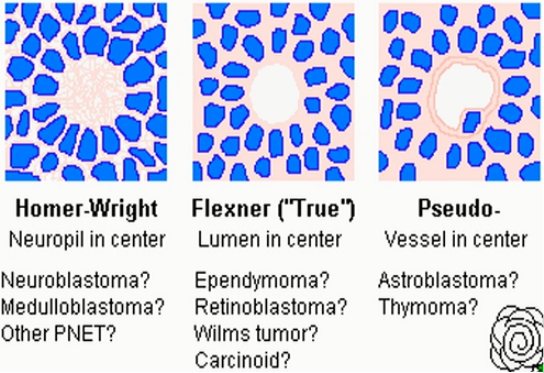 Homer-Wright
Neuropil in center
Neuroblastoma?
Medulloblastoma?
Other PNET?
Flexner ("True")
Lumen in center
Ependymoma?
Retinoblastoma?
Wilms tumor?
Carcinoid?
Pseudo-
Vessel in center
Astroblastoma?
Thymoma?